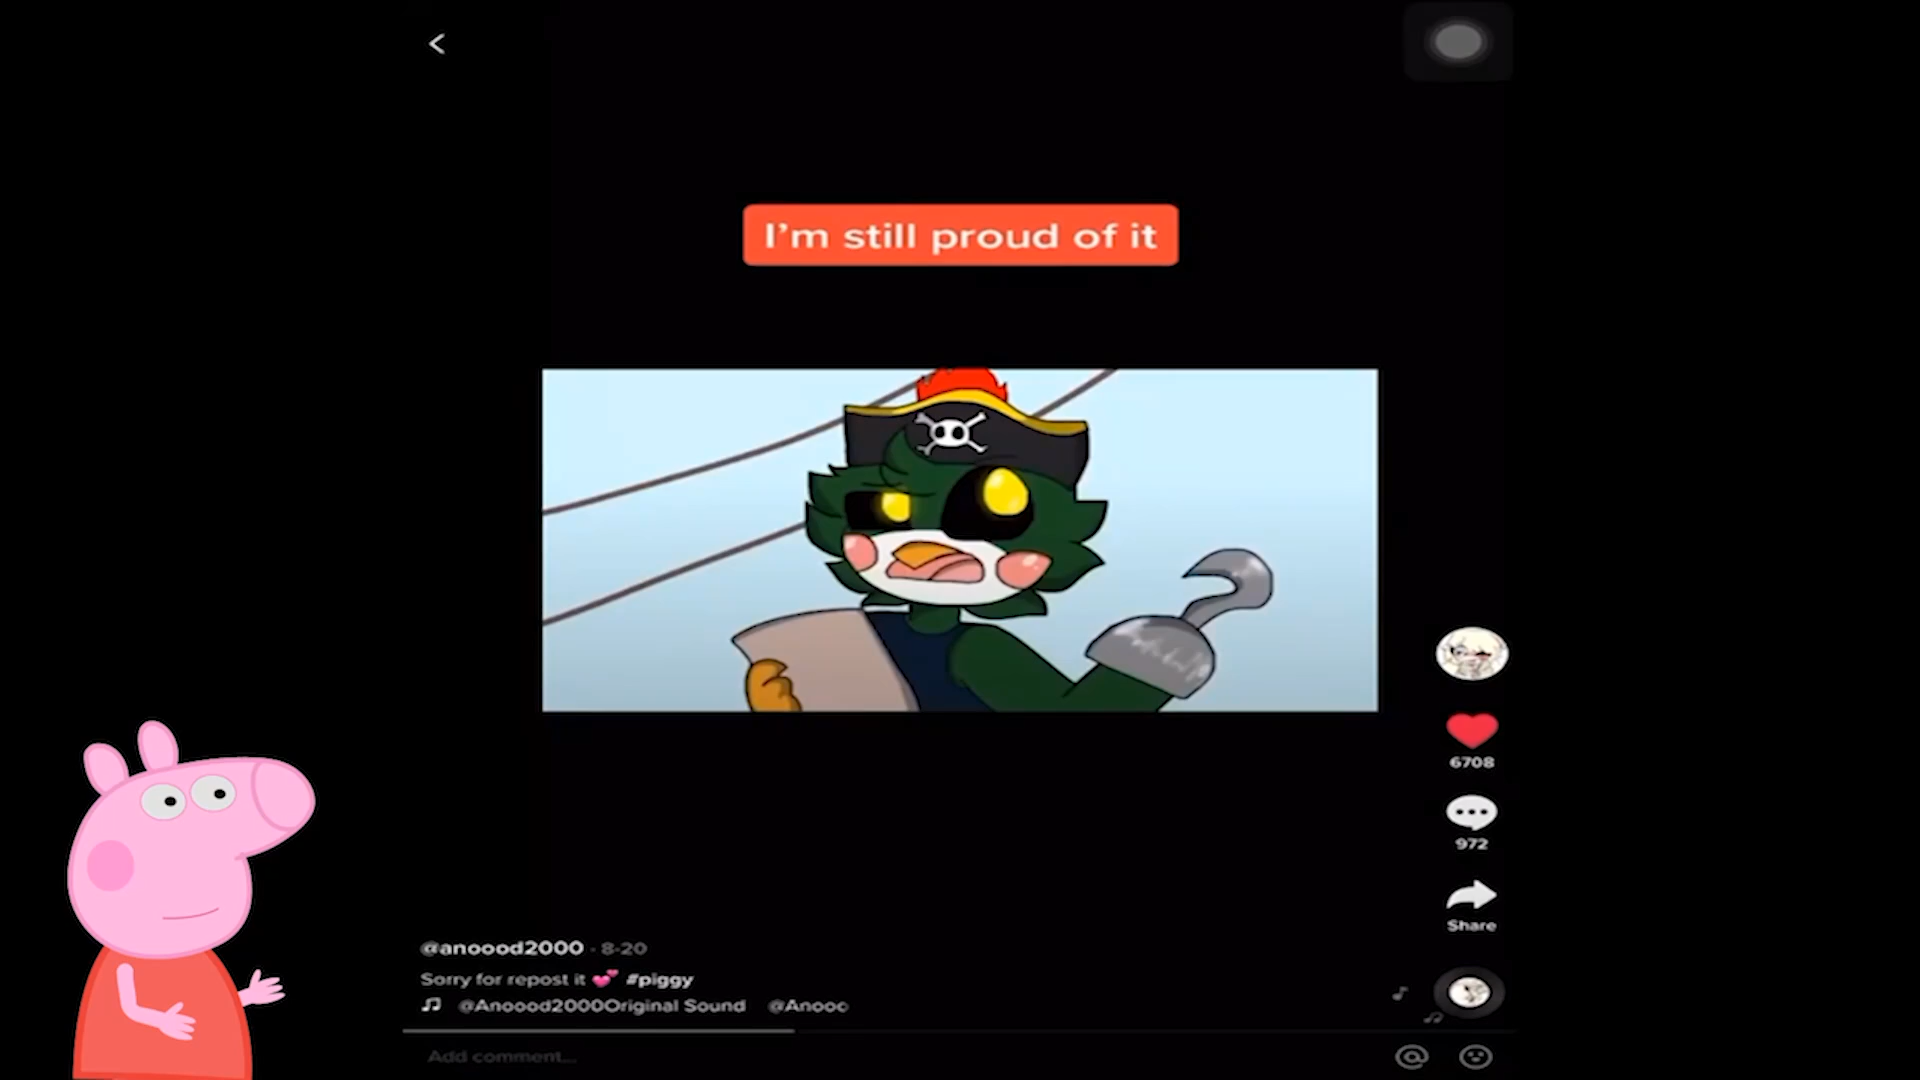 I'm still proud of it
6708
972
Share
@anoood2000 · 8-20
Sorry for repost it 💕 #piggy
@Anoood2000Original Sound @Anooo
Add comment...